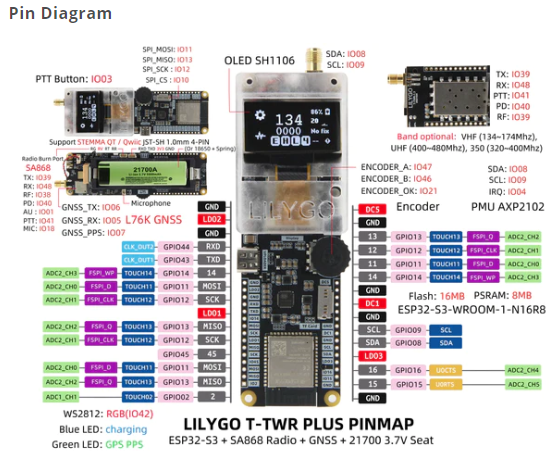 Pin Diagram
SPI_MOSI: IO11
SPI_MISO: IO13
SPI_SCK : IO12
SPI_CS : IO10
PTT Button: IO03
OLED SH1106
SDA: IO08
SCL: IO09
134
0000
86%
20
No fix
TX: IO39
RX: IO48
PTT: IO41
PD: IO40
RF: IO39
LILYGO
Band optional: VHF (134~174Mhz),
UHF (400~480Mhz), 350 (320~400Mhz)
Support STEMMA QT / Qwiic JST-SH 1.0mm 4-PIN
Microphone
(Or 18650 + Spring)
Radio Burn Port
SA868
TX: IO39
RX: IO48
RF: IO38
PD: IO40
AU : IO01
PTT: IO41
MIC: IO18
21700A
GNSS_TX: IO06
GNSS_RX: IO05
GNSS_PPS: IO07
L76K GNSS
ENCODER_A: IO47
ENCODER_B: IO46
ENCODER_OK: IO21
Encoder
SDA: IO08
SCL: IO09
IRQ: IO04
PMU AXP2102
LILYGO
GND
LDO2
GND
CLK_OUT2 GPIO44 RXD
CLK_OUT1 GPIO43 TXD
ADC2_CH3 FSPI_WP TOUCH14 GPIO14 14
ADC2_CH0 FSPI_D TOUCH11 GPIO11 MOSI
ADC2_CH1 FSPI_CLK TOUCH12 GPIO12 SCK
LDO1
ADC2_CH2 FSPI_Q TOUCH13 GPIO13 MISO
ADC2_CH1 FSPI_CLK TOUCH12 GPIO12 SCK
GPIO45 45
ADC2_CH0 FSPI_D TOUCH11 GPIO11 MOSI
ADC2_CH2 FSPI_Q TOUCH13 GPIO13 MISO
ADC1_CH1 TOUCH02 GPIO02 2
DC5
GND
13 GPIO13 TOUCH13 FSPI_Q ADC2_CH2
12 GPIO12 TOUCH12 FSPI_CLK ADC2_CH1
11 GPIO11 TOUCH11 FSPI_D ADC2_CH0
14 GPIO14 TOUCH14 FSPI_WP ADC2_CH3
GND
DC1
GND
Flash: 16MB PSRAM: 8MB
ESP32-S3-WROOM-1-N16R8
SCL GPIO09 SCL
SDA GPIO08 SDA
LDO3
16 GPIO16 U0CTS ADC2_CH4
15 GPIO15 U0RTS ADC2_CH5
GND
WS2812: RGB(IO42)
Blue LED: charging
Green LED: GPS PPS
LILYGO T-TWR PLUS PINMAP
ESP32-S3 + SA868 Radio + GNSS + 21700 3.7V Seat